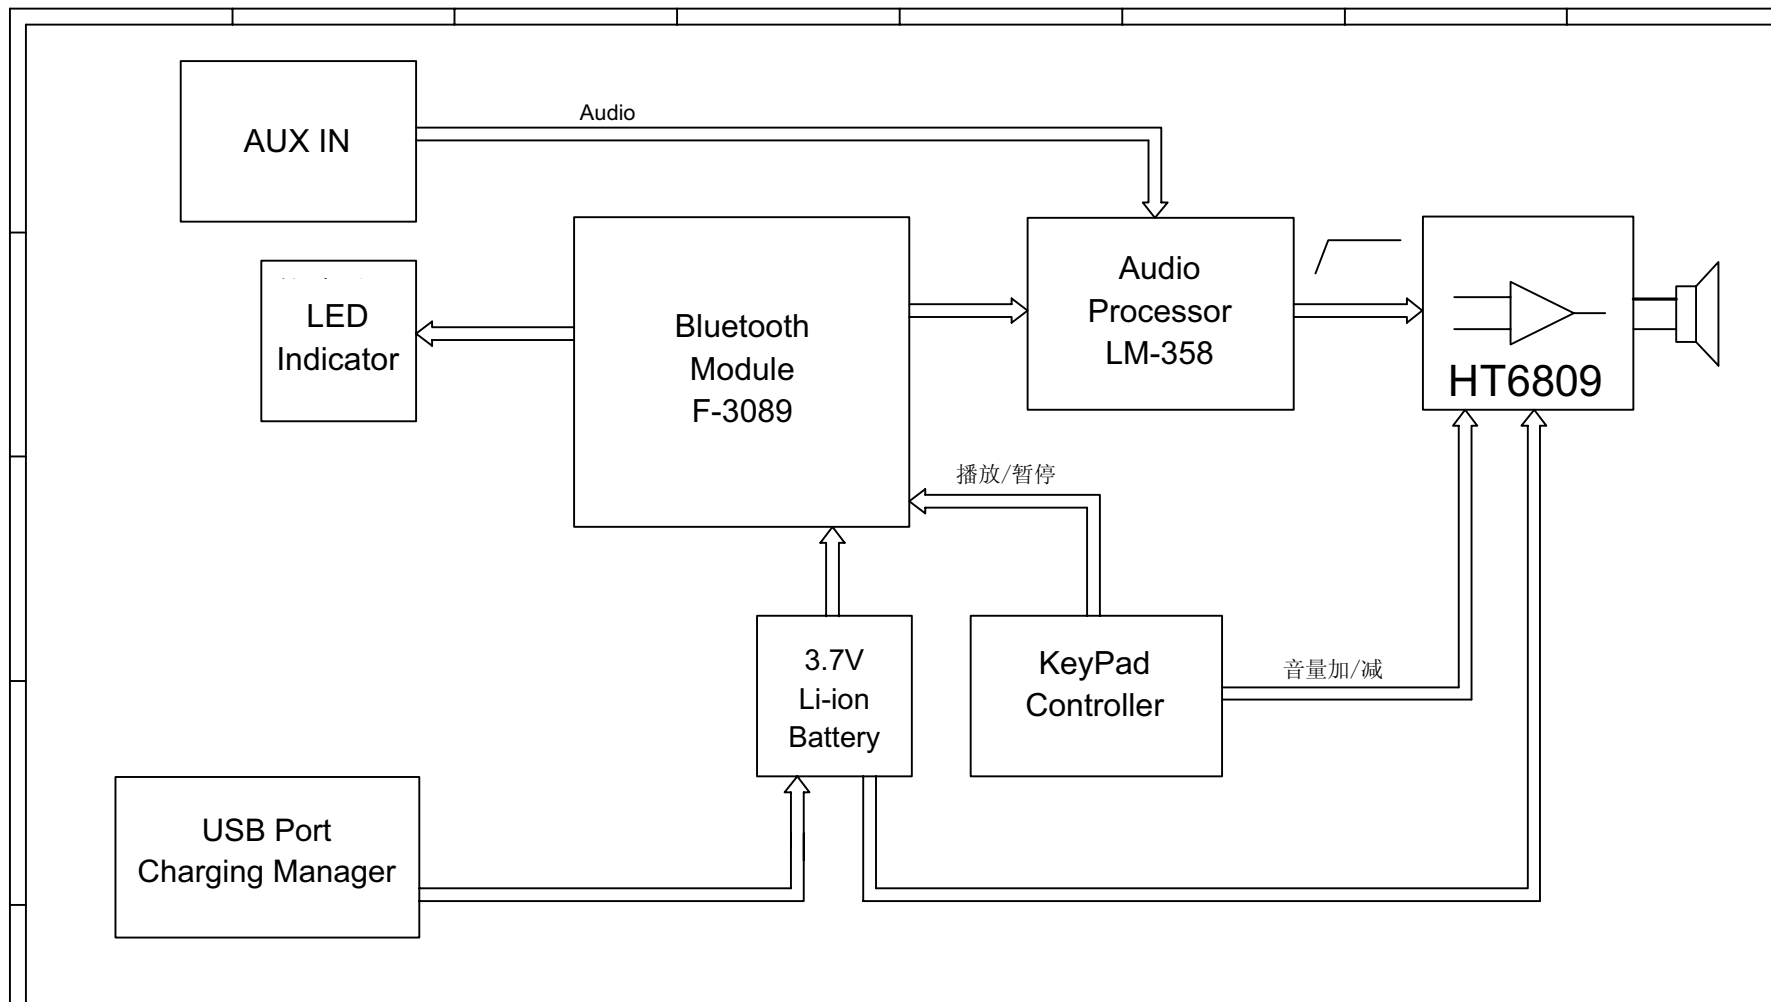 Audio
AUX IN
LED
Indicator
Bluetooth
Module
F-3089
Audio
Processor
LM-358
HT6809
播放/暂停
3.7V
Li-ion
Battery
KeyPad
Controller
音量加/减
USB Port
Charging Manager